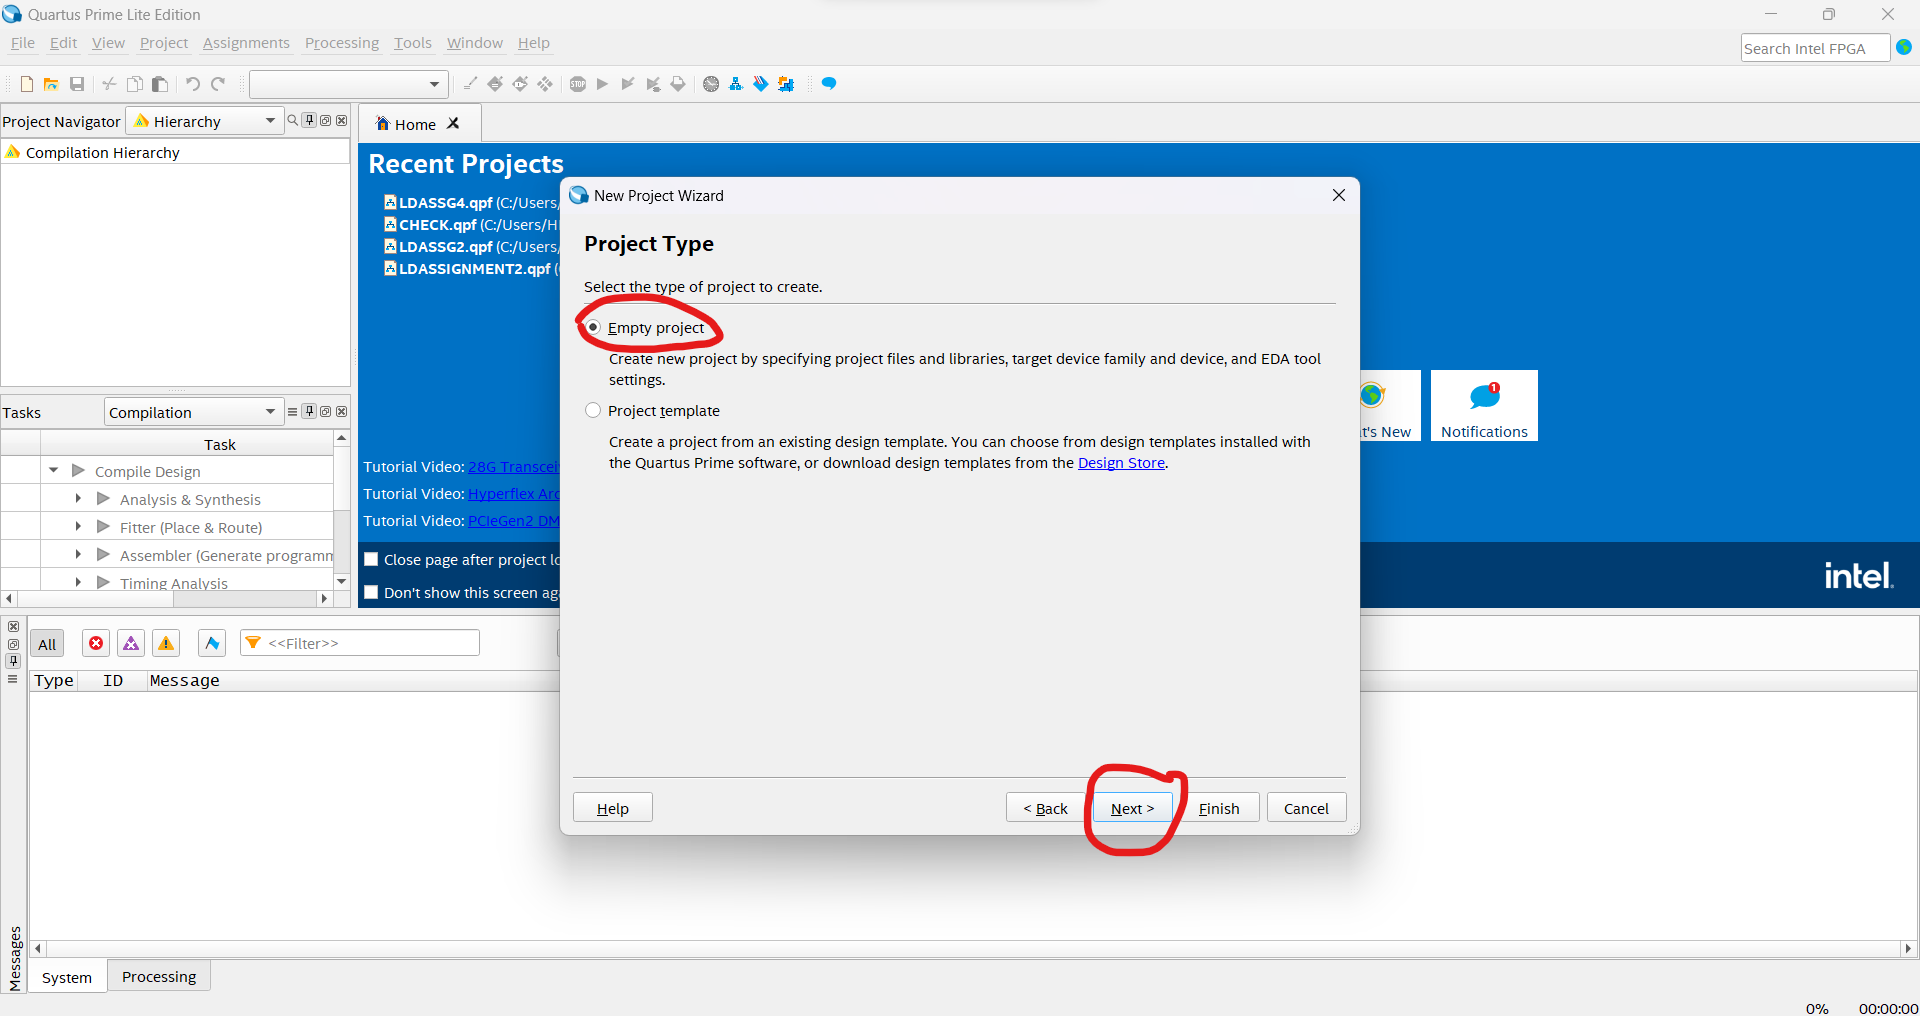 Quartus Prime Lite Edition
File Edit View Project Assignments Processing Tools Window Help
Search Intel FPGA
STOP
Project Navigator Hierarchy
Compilation Hierarchy
Home
Recent Projects
LDASSG4.qpf (C:/Users/
CHECK.qpf (C:/Users/H
LDASSG2.qpf (C:/Users/
LDASSIGNMENT2.qpf (
New Project Wizard
Project Type
Select the type of project to create.
Empty project
Create new project by specifying project files and libraries, target device family and device, and EDA tool
settings.
Project template
Create a project from an existing design template. You can choose from design templates installed with
the Quartus Prime software, or download design templates from the Design Store.
Help
< Back
Next >
Finish
Cancel
t's New
1
Notifications
Tutorial Video: 28G Transcei
Tutorial Video: Hyperflex Arc
Tutorial Video: PCIeGen2 DM
Close page after project lo
Don't show this screen aga
intel.
Tasks Compilation
Task
Compile Design
Analysis & Synthesis
Fitter (Place & Route)
Assembler (Generate programm
Timing Analysis
All
<<Filter>>
Type ID Message
Messages
System Processing
0% 00:00:00